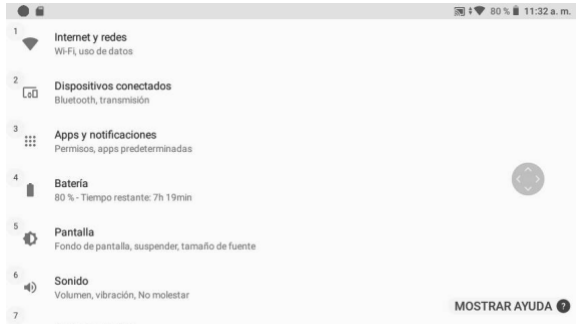 80 % 11:32 a. m.
1
Internet y redes
Wi-Fi, uso de datos
2
Dispositivos conectados
Bluetooth, transmisión
3
Apps y notificaciones
Permisos, apps predeterminadas
4
Batería
80 % - Tiempo restante: 7h 19min
5
Pantalla
Fondo de pantalla, suspender, tamaño de fuente
6
Sonido
Volumen, vibración, No molestar
MOSTRAR AYUDA ?
7